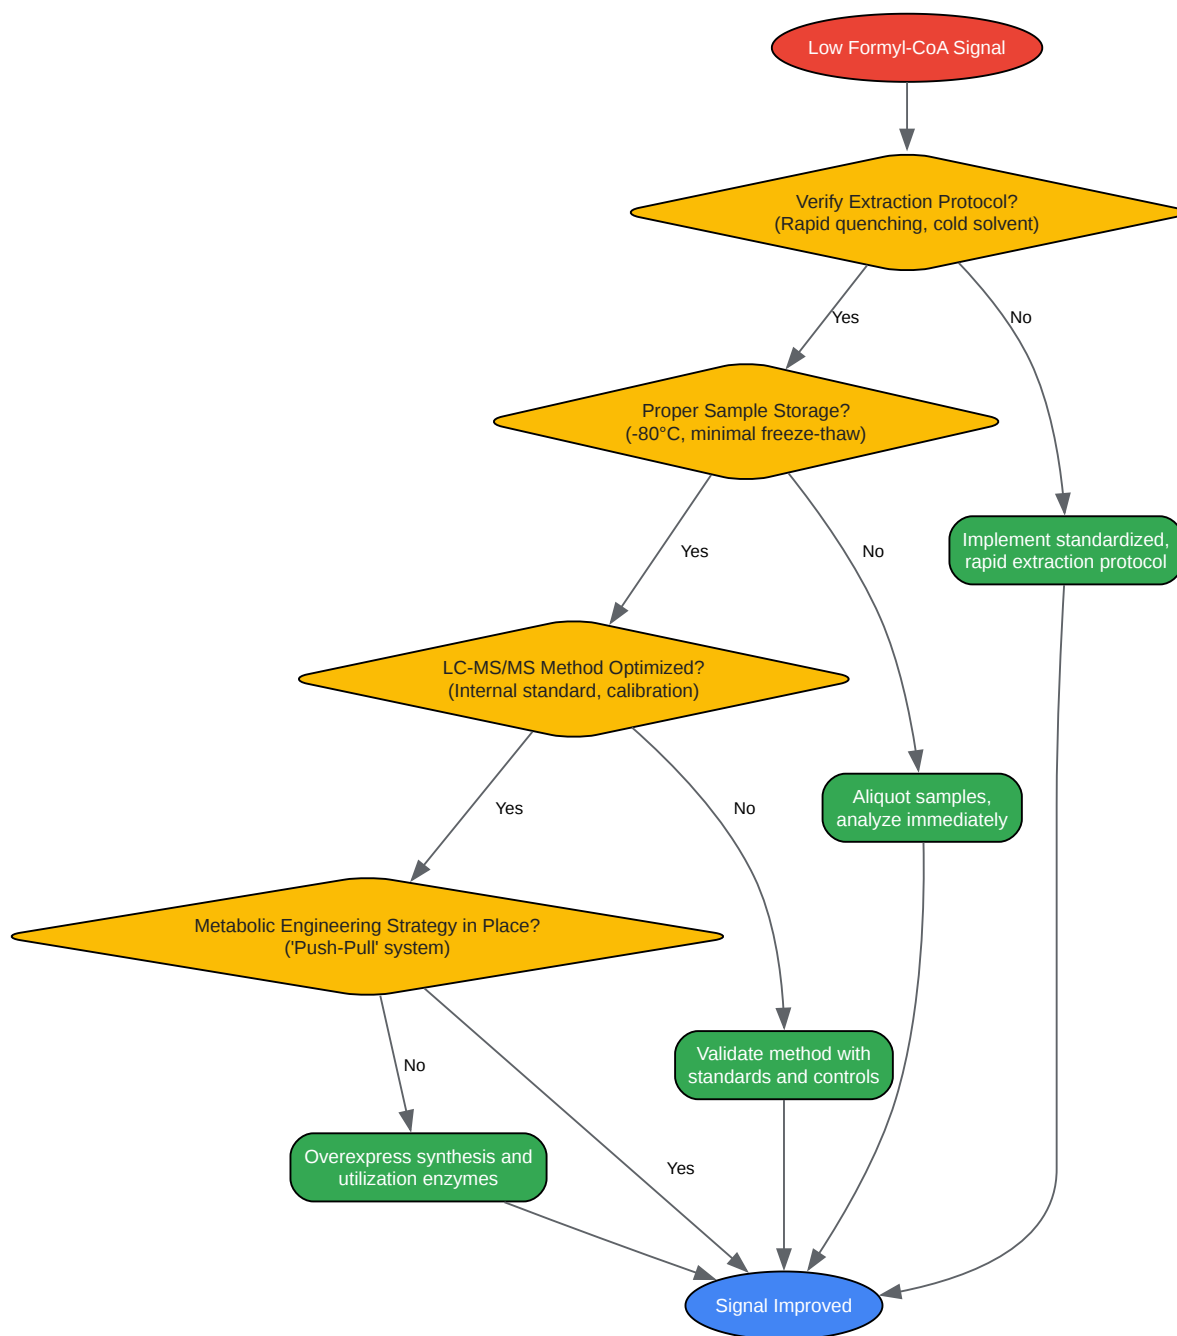 Low Formyl-CoA Signal
Verify Extraction Protocol?
(Rapid quenching, cold solvent)
Yes
No
Proper Sample Storage?
(-80°C, minimal freeze-thaw)
Yes
No
Implement standardized,
rapid extraction protocol
LC-MS/MS Method Optimized?
(Internal standard, calibration)
Yes
No
Aliquot samples,
analyze immediately
Metabolic Engineering Strategy in Place?
('Push-Pull' system)
No
Yes
Validate method with
standards and controls
Overexpress synthesis and
utilization enzymes
Signal Improved